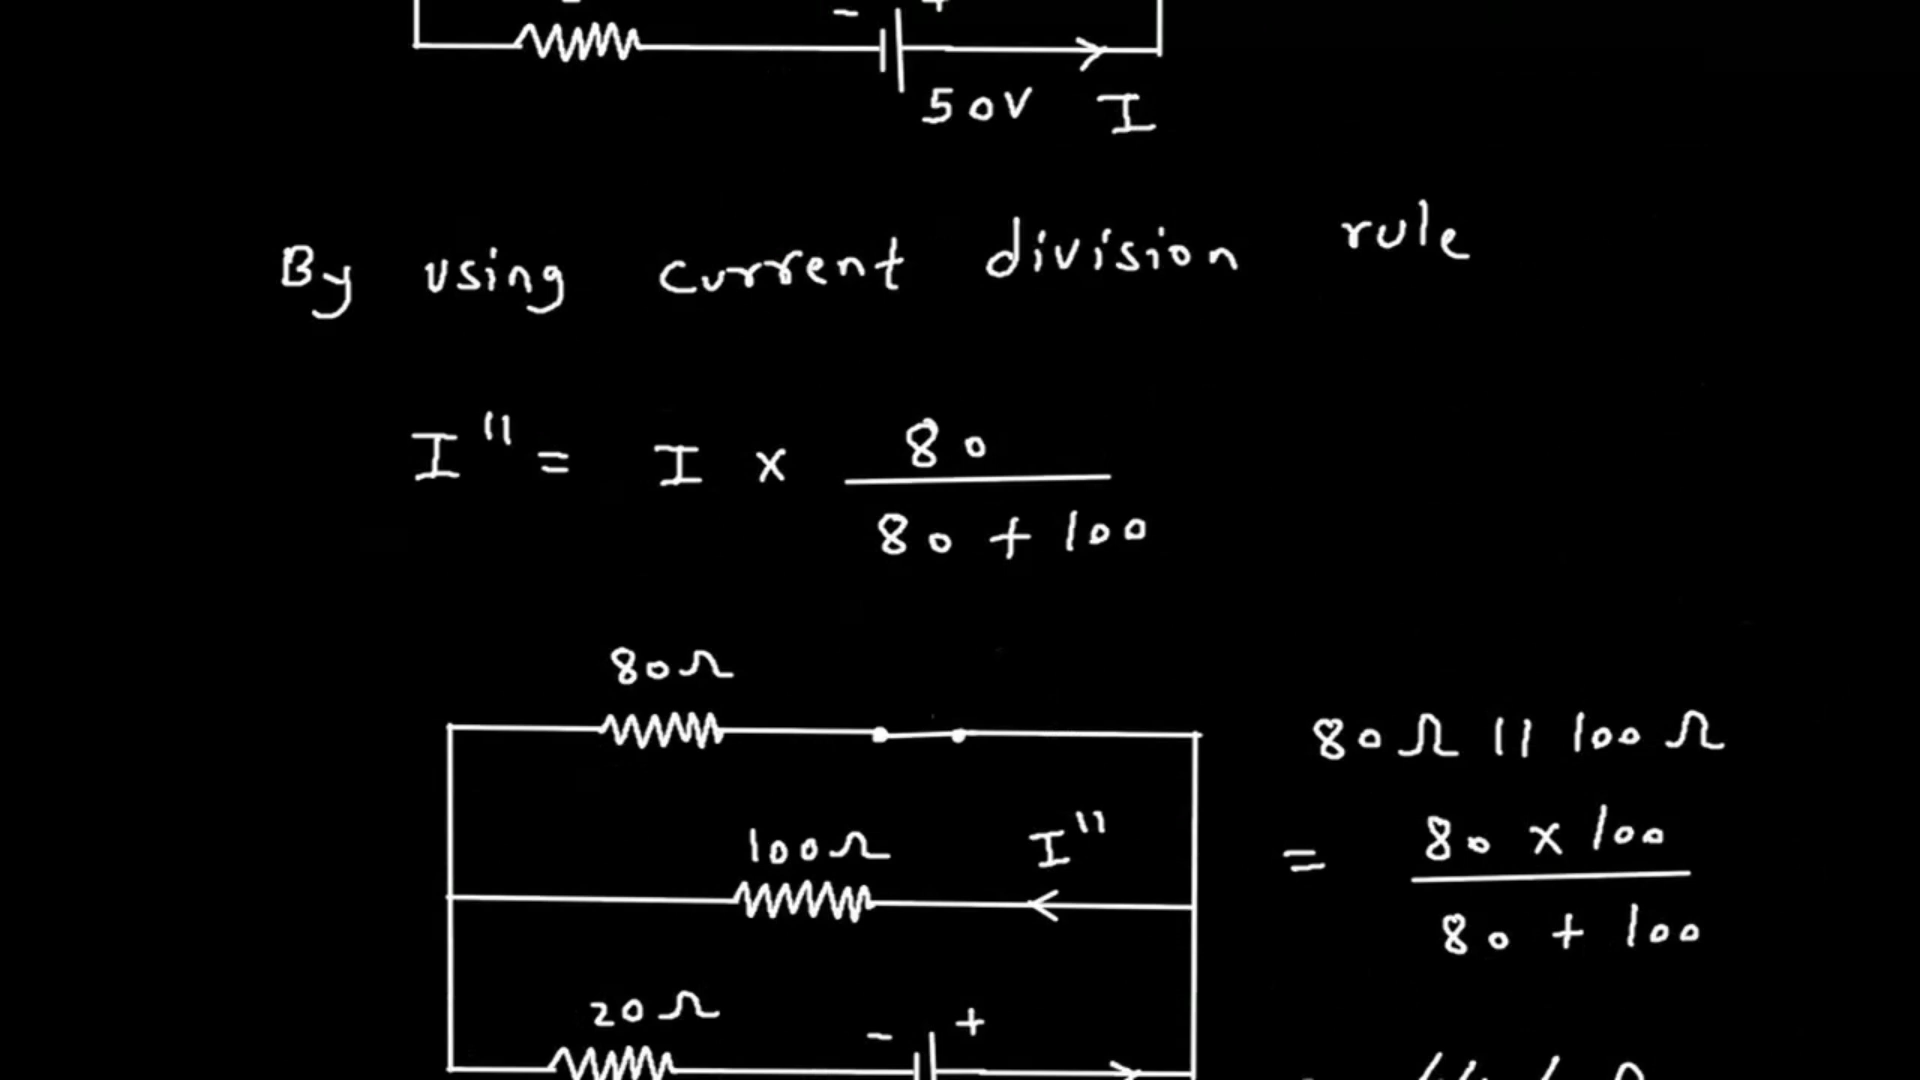 - +
50V I
By using current division rule
I" = I × 80
80 + 100
80Ω
80Ω || 100Ω
100Ω I"
= 80 × 100
80 + 100
20Ω - +